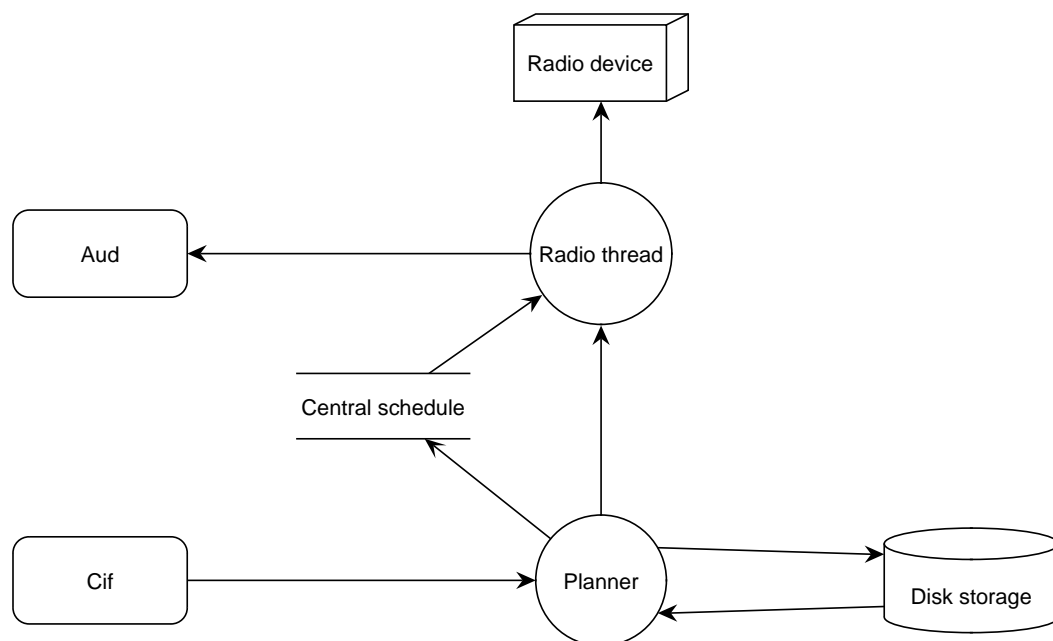 Radio device
Aud
Radio thread
Central schedule
Cif
Planner
Disk storage